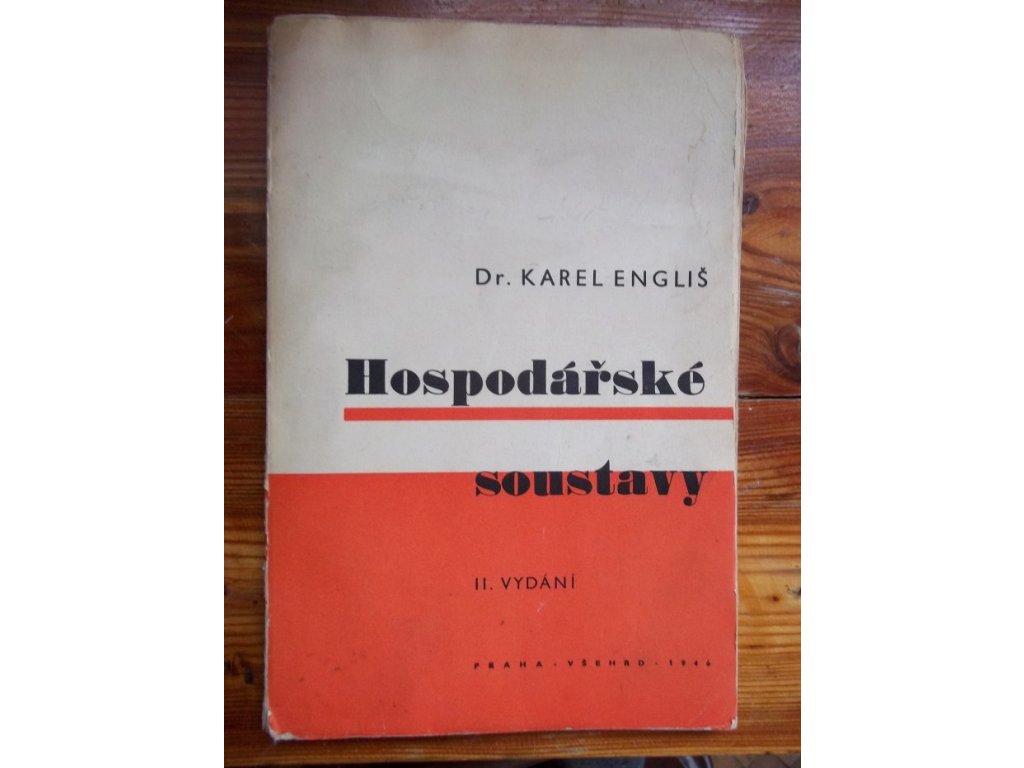 Dr. KAREL ENGLIŠ
Hospodářské
soustavy
II. VYDÁNÍ
PRAHA · VŠEHRD · 1946